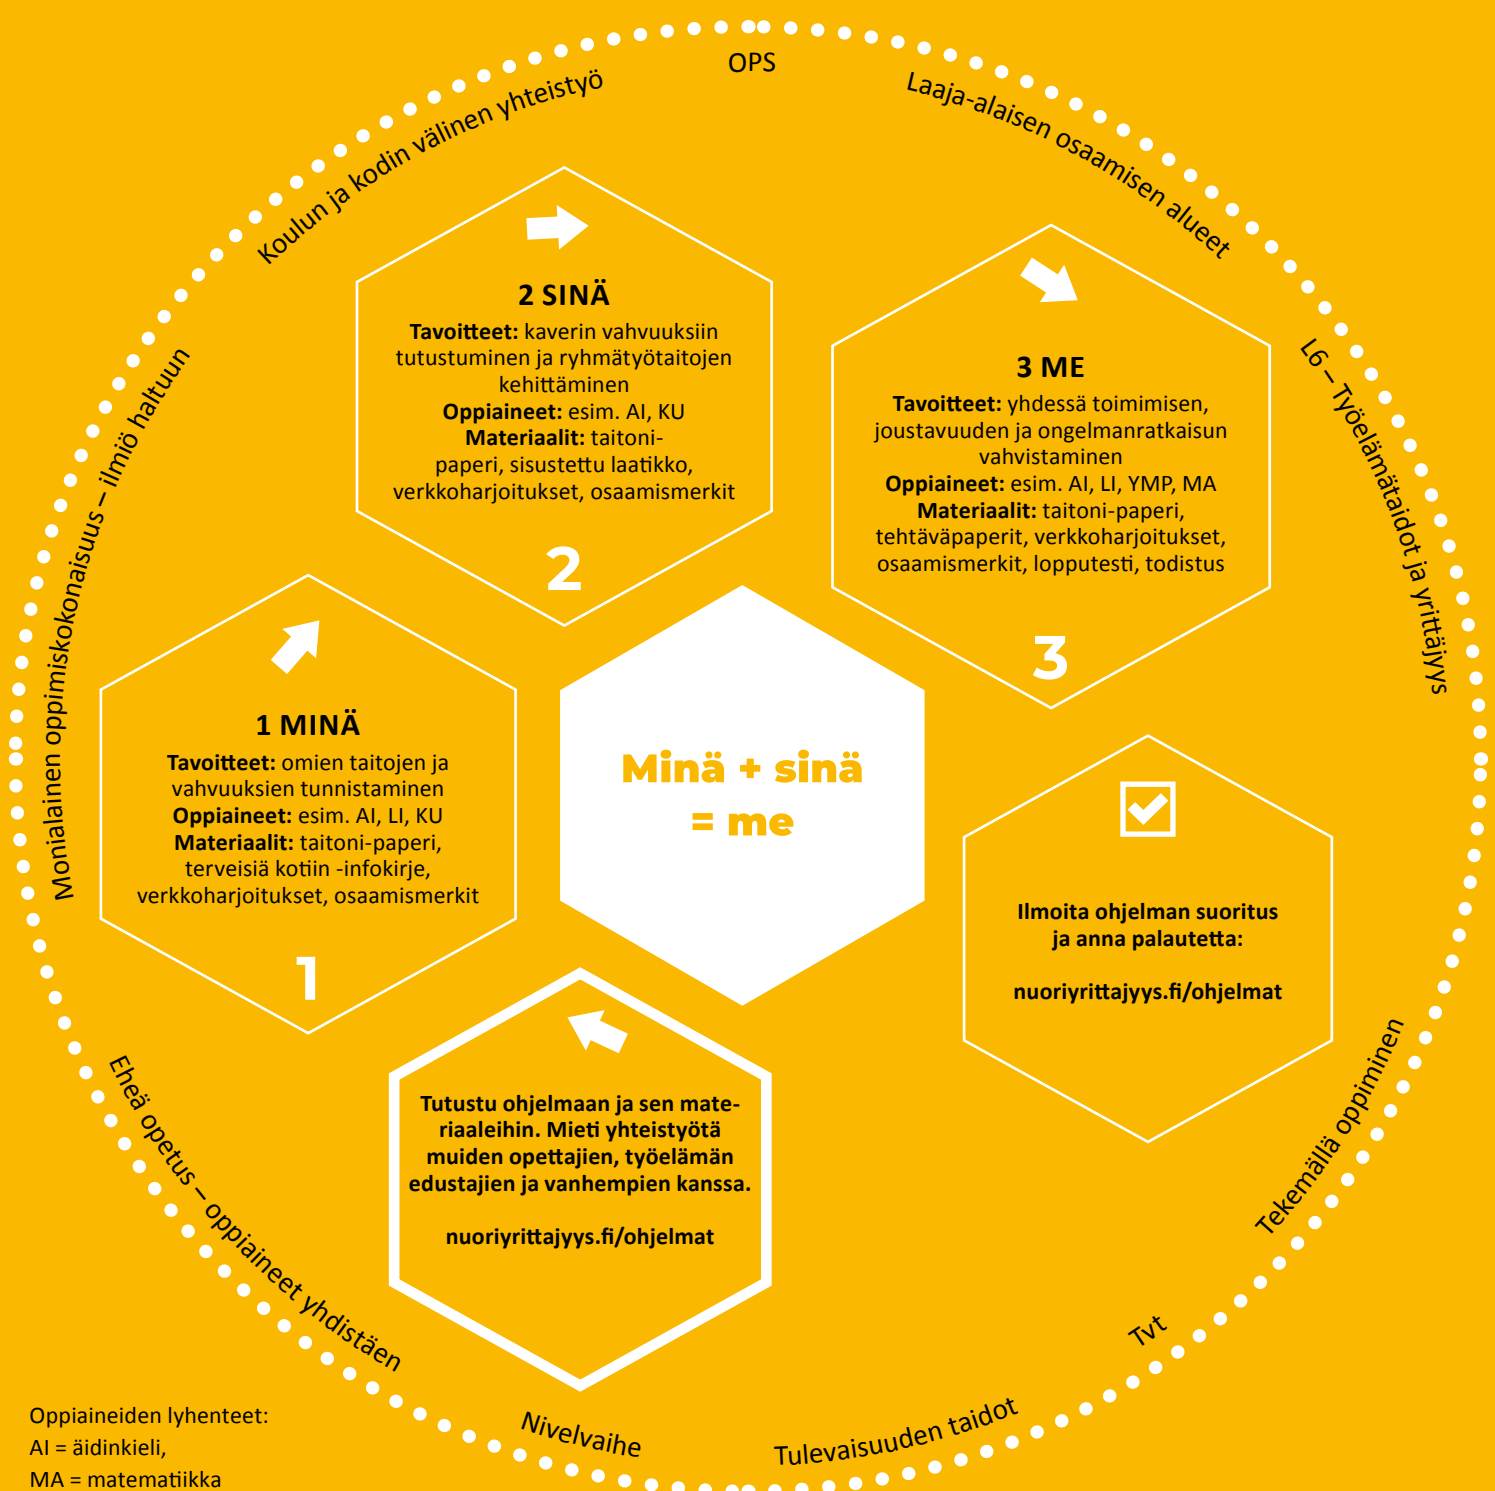 OPS
Koulun ja kodin välinen yhteistyö
Laaja-alaisen osaamisen alueet
L6 – Työelämätaidot ja yrittäjyys
Monialainen oppimiskokonaisuus – ilmiö haltuun
2 SINÄ
Tavoitteet: kaverin vahvuuksiin
tutustuminen ja ryhmätyötaitojen
kehittäminen
Oppiaineet: esim. AI, KU
Materiaalit: taitoni-
paperi, sisustettu laatikko,
verkkoharjoitukset, osaamismerkit
2
3 ME
Tavoitteet: yhdessä toimimisen,
joustavuuden ja ongelmanratkaisun
vahvistaminen
Oppiaineet: esim. AI, LI, YMP, MA
Materiaalit: taitoni-paperi,
tehtäväpaperit, verkkoharjoitukset,
osaamismerkit, lopputesti, todistus
3
1 MINÄ
Tavoitteet: omien taitojen ja
vahvuuksien tunnistaminen
Oppiaineet: esim. AI, LI, KU
Materiaalit: taitoni-paperi,
terveisiä kotiin -infokirje,
verkkoharjoitukset, osaamismerkit
1
Minä + sinä
= me
Ilmoita ohjelman suoritus
ja anna palautetta:
nuoriyrittajyys.fi/ohjelmat
Tutustu ohjelmaan ja sen mate-
riaaleihin. Mieti yhteistyötä
muiden opettajien, työelämän
edustajien ja vanhempien kanssa.
nuoriyrittajyys.fi/ohjelmat
Eheä opetus – oppiaineet yhdistäen
Tekemällä oppiminen
Tvt
Nivelvaihe
Tulevaisuuden taidot
Oppiaineiden lyhenteet:
AI = äidinkieli,
MA = matematiikka